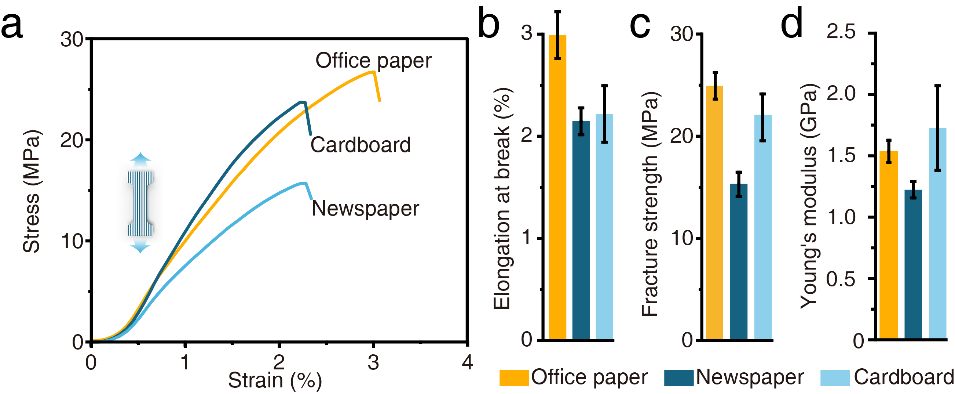 a
Stress (MPa)
30
20
10
0
0
1
2
3
4
Strain (%)
Office paper
Cardboard
Newspaper
b
Elongation at break (%)
3
2
1
0
c
Fracture strength (MPa)
30
20
10
0
d
Young's modulus (GPa)
2.5
2.0
1.5
1.0
0.5
0
Office paper
Newspaper
Cardboard